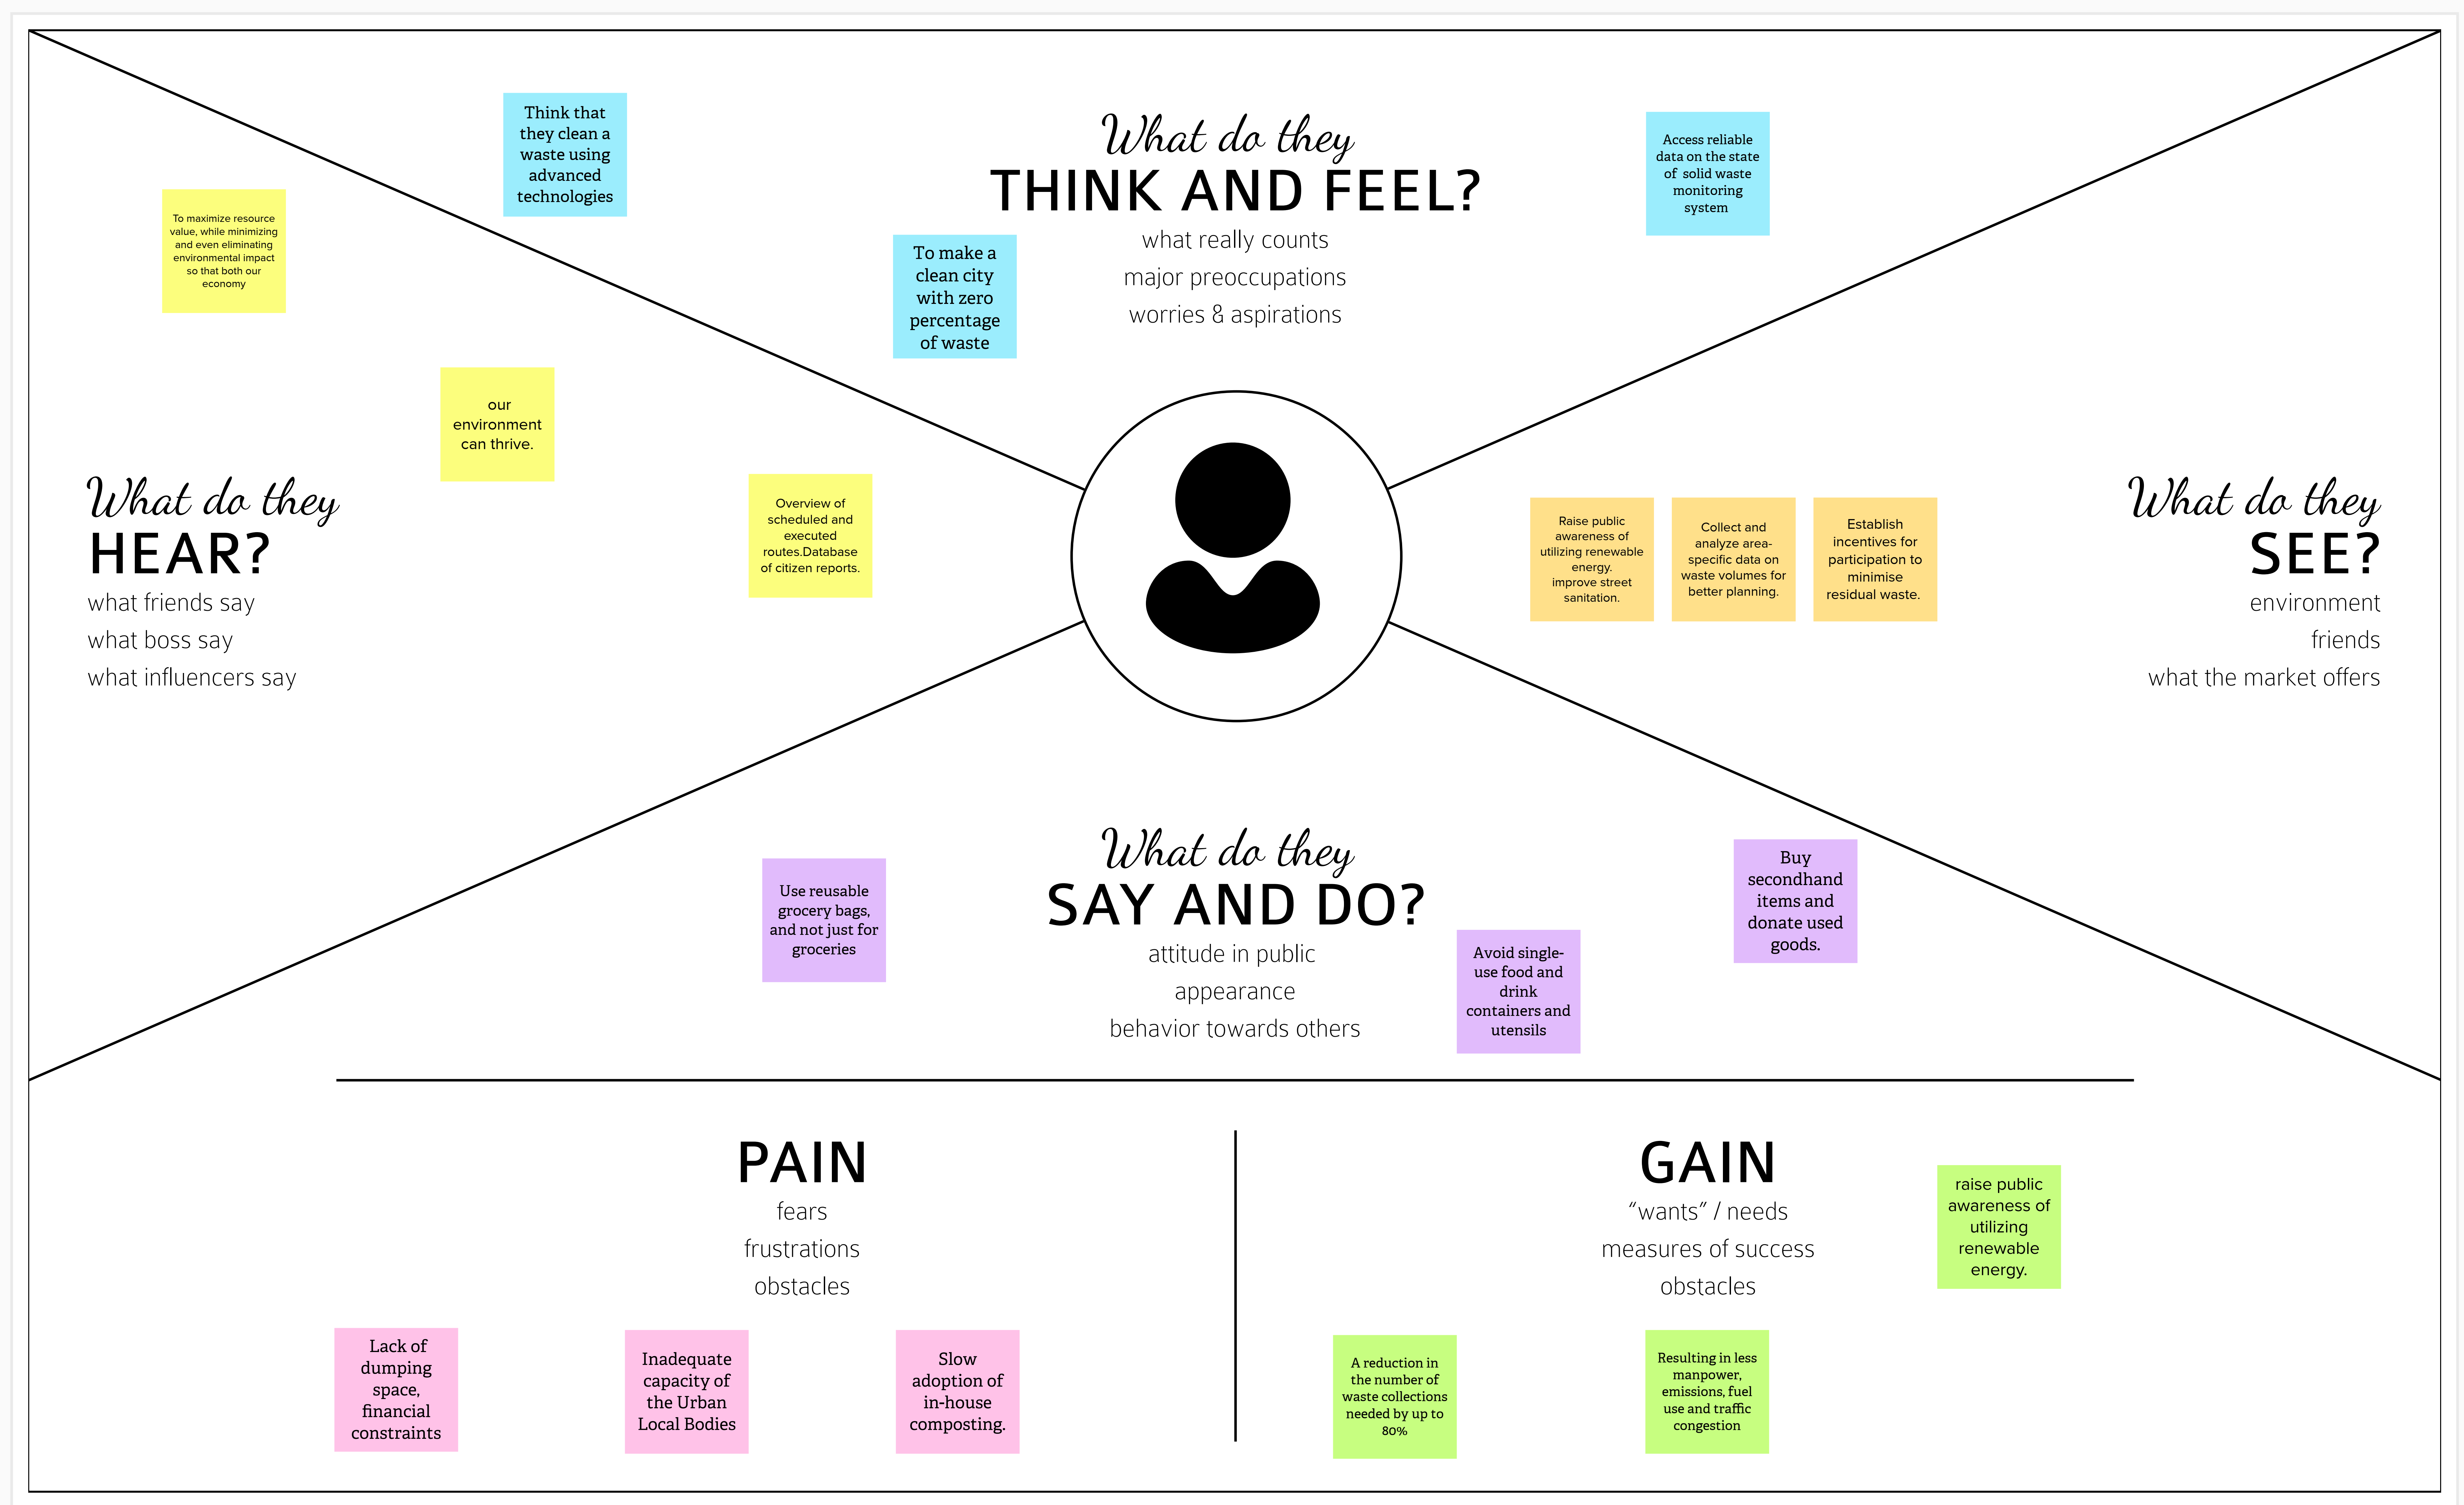 What do they
THINK AND FEEL?
what really counts
major preoccupations
worries & aspirations
Think that
they clean a
waste using
advanced
technologies
To make a
clean city
with zero
percentage
of waste
Access reliable
data on the state
of solid waste
monitoring
system
To maximize resource
value, while minimizing
and even eliminating
environmental impact
so that both our
economy
our
environment
can thrive.
Overview of
scheduled and
executed
routes.Database
of citizen reports.
What do they
HEAR?
what friends say
what boss say
what influencers say
Raise public
awareness of
utilizing renewable
energy.
improve street
sanitation.
Collect and
analyze area-
specific data on
waste volumes for
better planning.
Establish
incentives for
participation to
minimise
residual waste.
What do they
SEE?
environment
friends
what the market offers
What do they
SAY AND DO?
attitude in public
appearance
behavior towards others
Use reusable
grocery bags,
and not just for
groceries
Avoid single-
use food and
drink
containers and
utensils
Buy
secondhand
items and
donate used
goods.
PAIN
fears
frustrations
obstacles
Lack of
dumping
space,
financial
constraints
Inadequate
capacity of
the Urban
Local Bodies
Slow
adoption of
in-house
composting.
GAIN
“wants” / needs
measures of success
obstacles
raise public
awareness of
utilizing
renewable
energy.
A reduction in
the number of
waste collections
needed by up to
80%
Resulting in less
manpower,
emissions, fuel
use and traffic
congestion